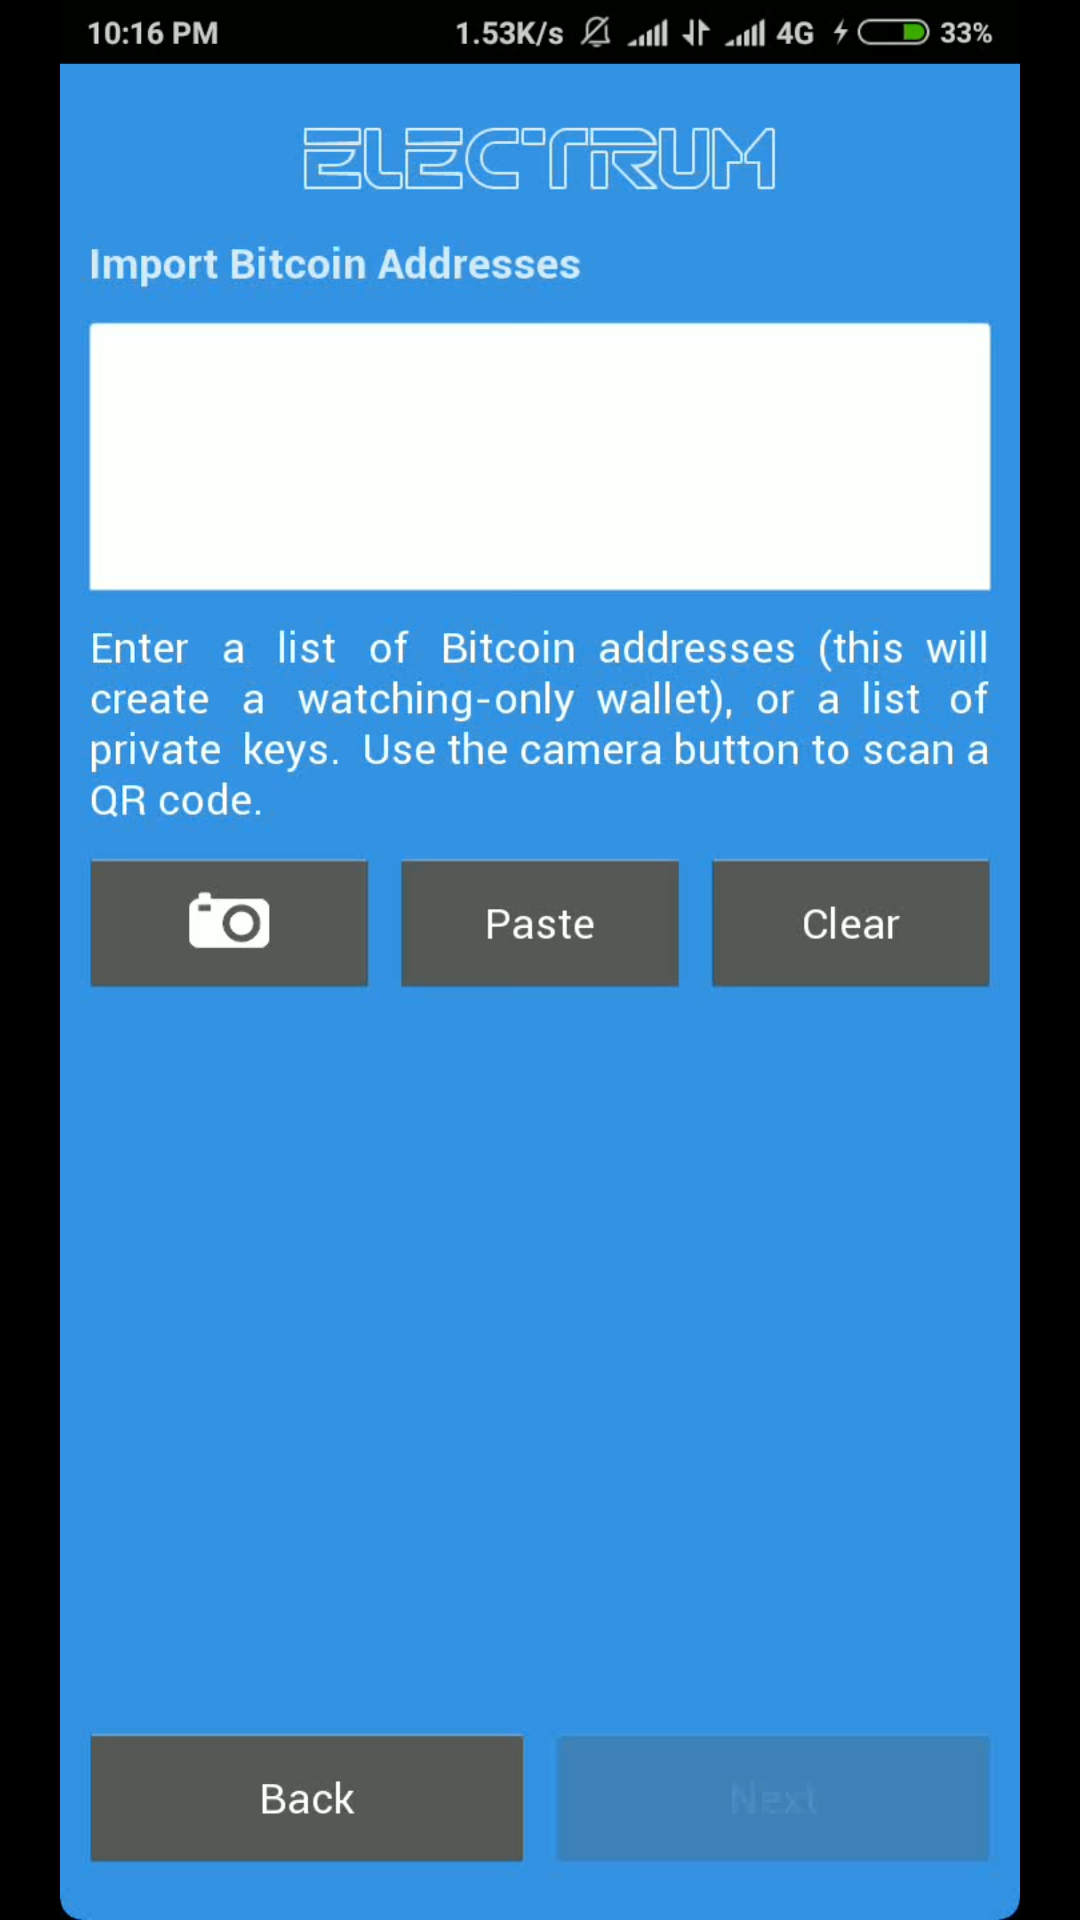 10:16 PM 1.53K/s 4G 33%
ELECTRUM
Import Bitcoin Addresses
Enter a list of Bitcoin addresses (this will
create a watching-only wallet), or a list of
private keys. Use the camera button to scan a
QR code.
Paste Clear
Back Next